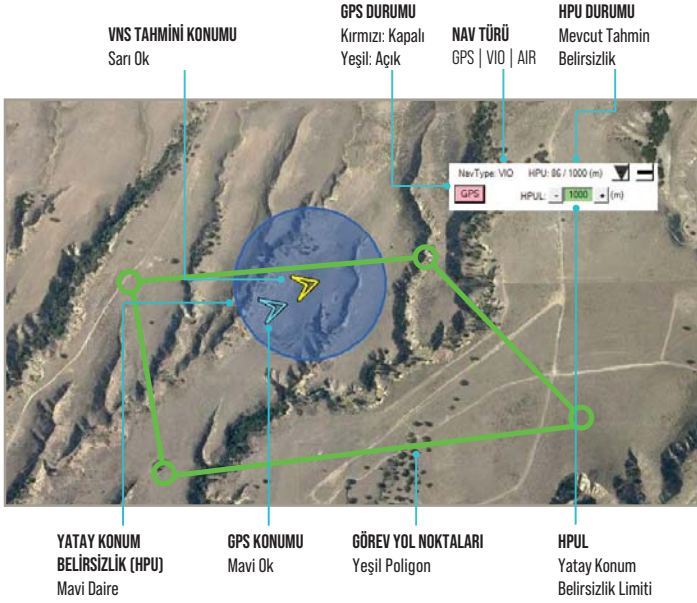 VNS TAHMİNİ KONUMU
Sarı Ok
GPS DURUMU
Kırmızı: Kapalı
Yeşil: Açık
NAV TÜRÜ
GPS | VIO | AIR
HPU DURUMU
Mevcut Tahmin
Belirsizlik
NavType: VIO HPU: 86 / 1000 (m)
GPS HPUL: - 1000 + (m)
YATAY KONUM
BELİRSİZLİK (HPU)
Mavi Daire
GPS KONUMU
Mavi Ok
GÖREV YOL NOKTALARI
Yeşil Poligon
HPUL
Yatay Konum
Belirsizlik Limiti